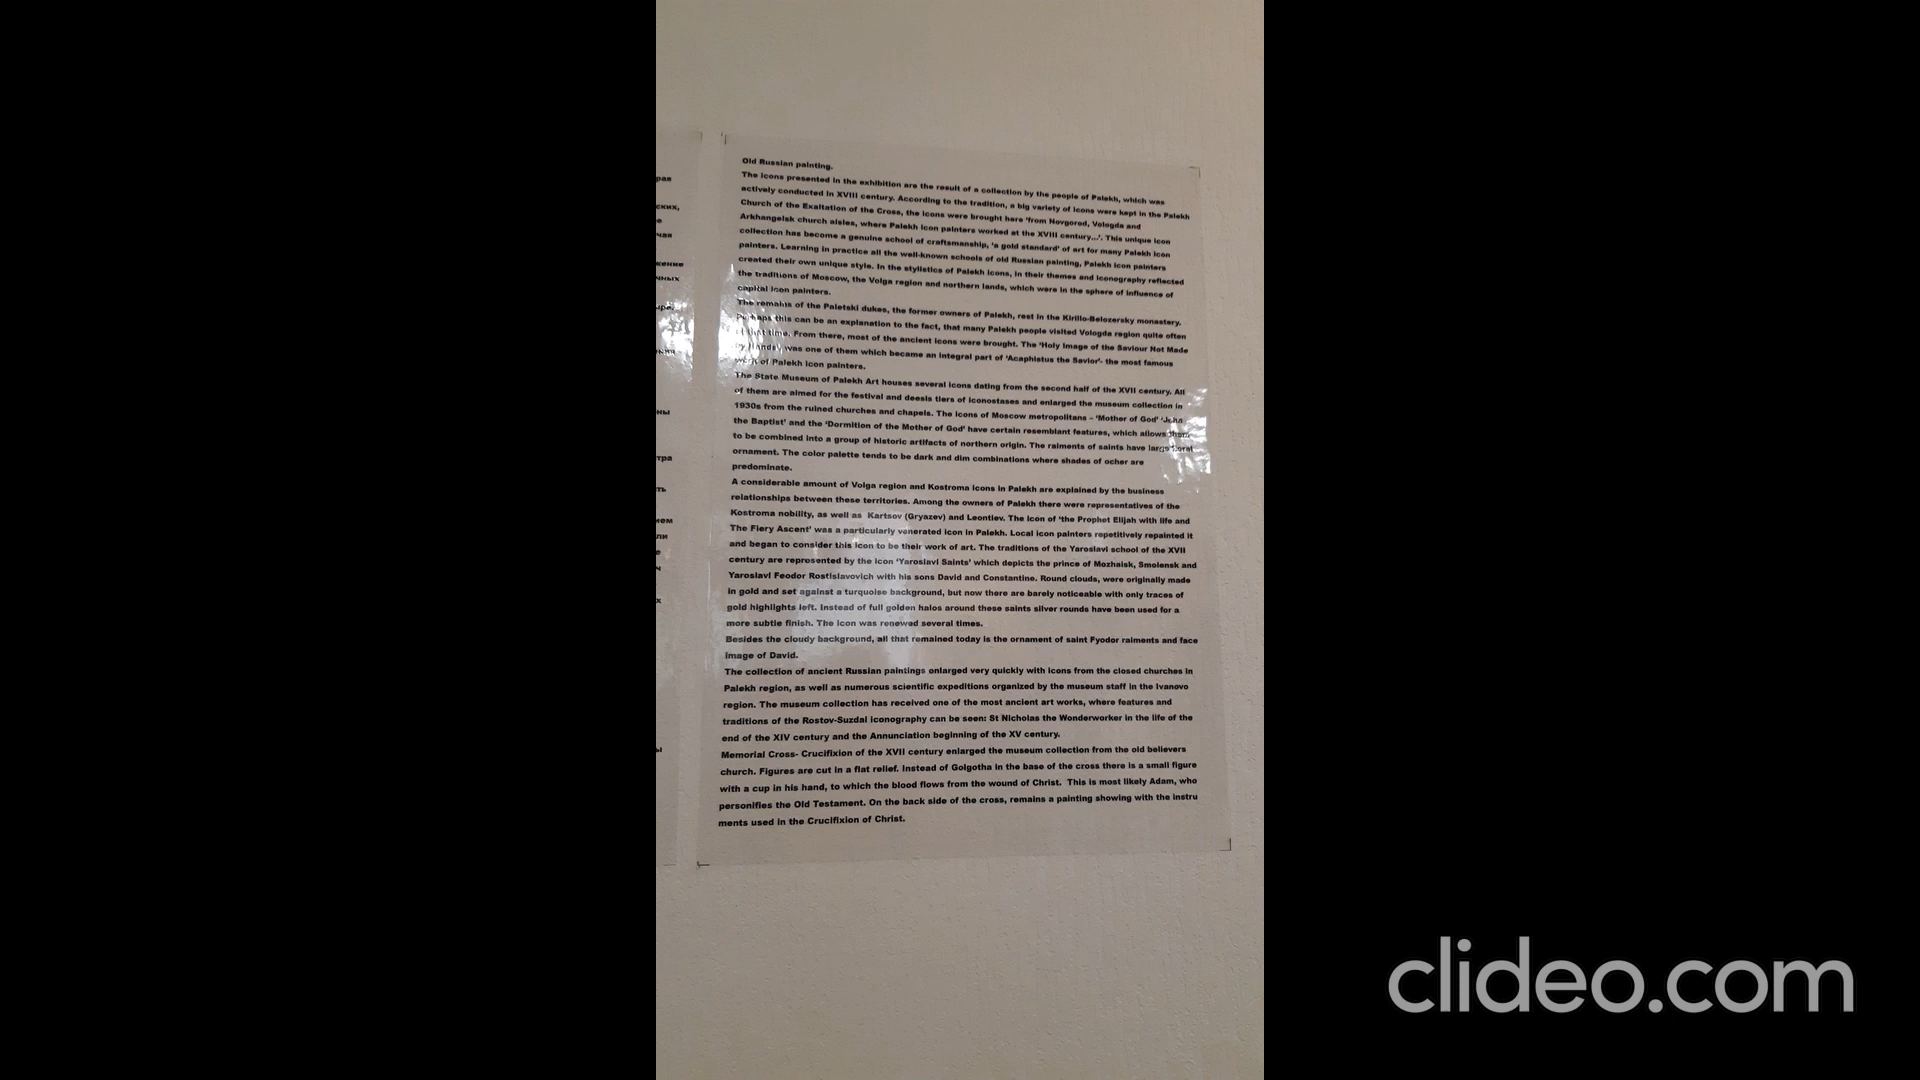 рая
ских,
е
чая
жение
чных
ны
тра
ть
ием
ли
е
ч
х
ы
Old Russian painting.
The icons presented in the exhibition are the result of a collection by the people of Palekh, which was
actively conducted in XVIII century. According to the tradition, a big variety of icons were kept in the Palekh
Church of the Exaltation of the Cross, the icons were brought here 'from Novgorod, Vologda and
Arkhangelsk church aisles, where Palekh icon painters worked at the XVIII century...'. This unique icon
collection has become a genuine school of craftsmanship, 'a gold standard' of art for many Palekh icon
painters. Learning in practice all the well-known schools of old Russian painting, Palekh icon painters
created their own unique style. In the stylistics of Palekh icons, in their themes and iconography reflected
the traditions of Moscow, the Volga region and northern lands, which were in the sphere of influence of
capital icon painters.
The remains of the Paletski dukes, the former owners of Palekh, rest in the Kirillo-Belozersky monastery.
Perhaps this can be an explanation to the fact, that many Palekh people visited Vologda region quite often
at that time. From there, most of the ancient icons were brought. The 'Holy Image of the Saviour Not Made
by Hands', was one of them which became an integral part of 'Acaphistus the Savior'- the most famous
work of Palekh icon painters.
The State Museum of Palekh Art houses several icons dating from the second half of the XVII century. All
of them are aimed for the festival and deesis tiers of iconostases and enlarged the museum collection in
1930s from the ruined churches and chapels. The icons of Moscow metropolitans - 'Mother of God' 'John
the Baptist' and the 'Dormition of the Mother of God' have certain resemblant features, which allows them
to be combined into a group of historic artifacts of northern origin. The raiments of saints have large floral
ornament. The color palette tends to be dark and dim combinations where shades of ocher are
predominate.
A considerable amount of Volga region and Kostroma icons in Palekh are explained by the business
relationships between these territories. Among the owners of Palekh there were representatives of the
Kostroma nobility, as well as Kartsov (Gryazev) and Leontiev. The icon of 'the Prophet Elijah with life and
The Fiery Ascent' was a particularly venerated icon in Palekh. Local icon painters repetitively repainted it
and began to consider this icon to be their work of art. The traditions of the Yaroslavl school of the XVII
century are represented by the icon 'Yaroslavl Saints' which depicts the prince of Mozhaisk, Smolensk and
Yaroslavl Feodor Rostislavovich with his sons David and Constantine. Round clouds, were originally made
in gold and set against a turquoise background, but now there are barely noticeable with only traces of
gold highlights left. Instead of full golden halos around these saints silver rounds have been used for a
more subtle finish. The icon was renewed several times.
Besides the cloudy background, all that remained today is the ornament of saint Fyodor raiments and face
image of David.
The collection of ancient Russian paintings enlarged very quickly with icons from the closed churches in
Palekh region, as well as numerous scientific expeditions organized by the museum staff in the Ivanovo
region. The museum collection has received one of the most ancient art works, where features and
traditions of the Rostov-Suzdal iconography can be seen: St Nicholas the Wonderworker in the life of the
end of the XIV century and the Annunciation beginning of the XV century.
Memorial Cross- Crucifixion of the XVII century enlarged the museum collection from the old believers
church. Figures are cut in a flat relief. Instead of Golgotha in the base of the cross there is a small figure
with a cup in his hand, to which the blood flows from the wound of Christ. This is most likely Adam, who
personifies the Old Testament. On the back side of the cross, remains a painting showing with the instru
ments used in the Crucifixion of Christ.
clideo.com